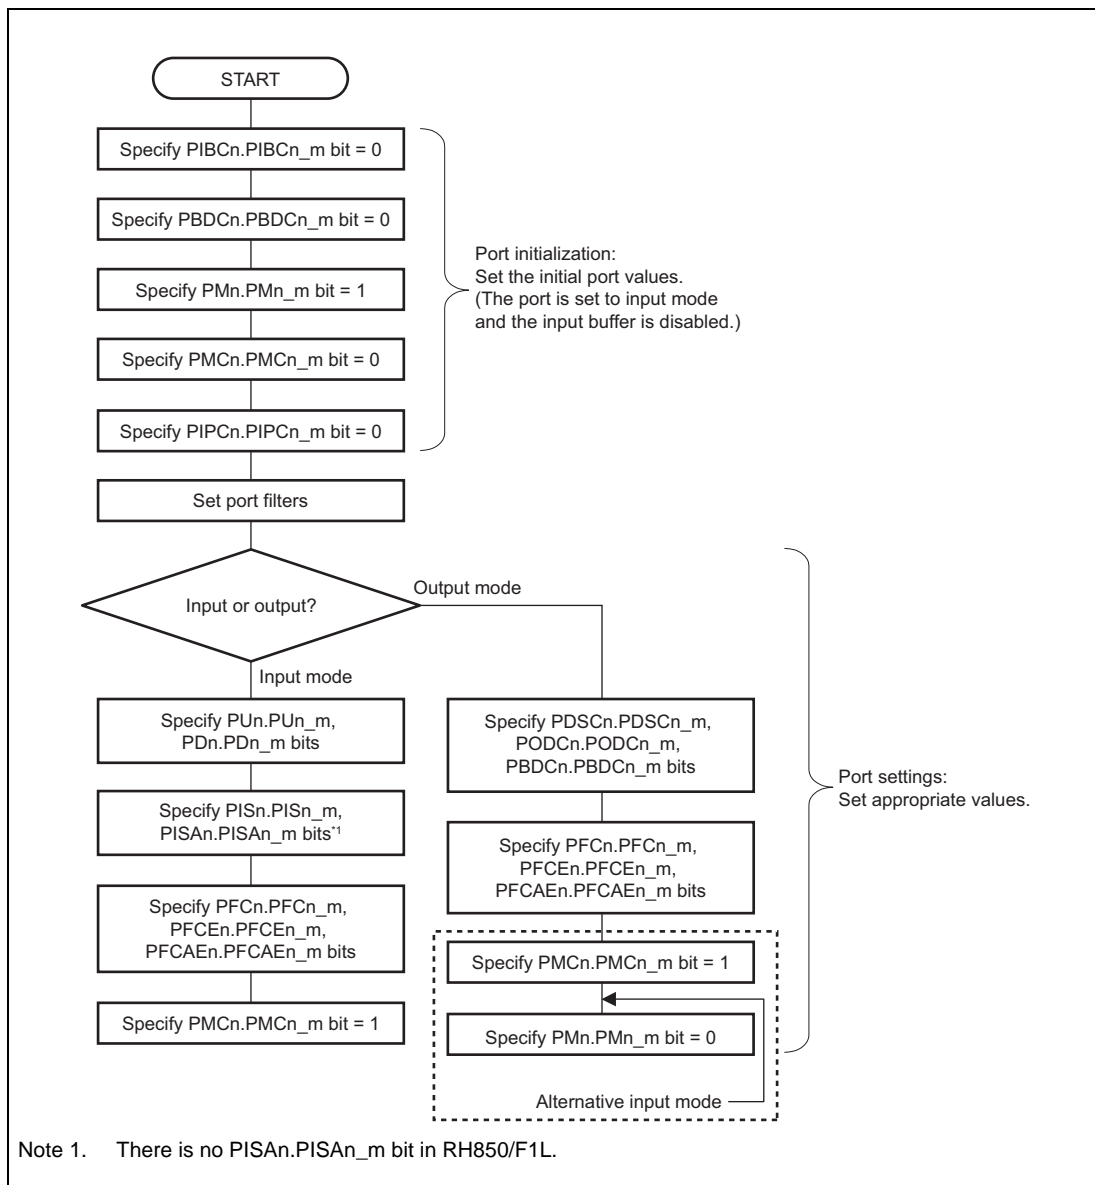 START
Specify PIBCn.PIBCn_m bit = 0
Specify PBDCn.PBDCn_m bit = 0
Specify PMn.PMn_m bit = 1
Specify PMCn.PMCn_m bit = 0
Specify PIPCn.PIPCn_m bit = 0
Port initialization:
Set the initial port values.
(The port is set to input mode
and the input buffer is disabled.)
Set port filters
Input or output?
Output mode
Input mode
Specify PUn.PUn_m,
PDn.PDn_m bits
Specify PISn.PISn_m,
PISAn.PISAn_m bits*1
Specify PFCn.PFCn_m,
PFCEn.PFCEn_m,
PFCAEn.PFCAEn_m bits
Specify PMCn.PMCn_m bit = 1
Specify PDSCn.PDSCn_m,
PODCn.PODCn_m,
PBDCn.PBDCn_m bits
Specify PFCn.PFCn_m,
PFCEn.PFCEn_m,
PFCAEn.PFCAEn_m bits
Specify PMCn.PMCn_m bit = 1
Specify PMn.PMn_m bit = 0
Alternative input mode
Port settings:
Set appropriate values.
Note 1. There is no PISAn.PISAn_m bit in RH850/F1L.